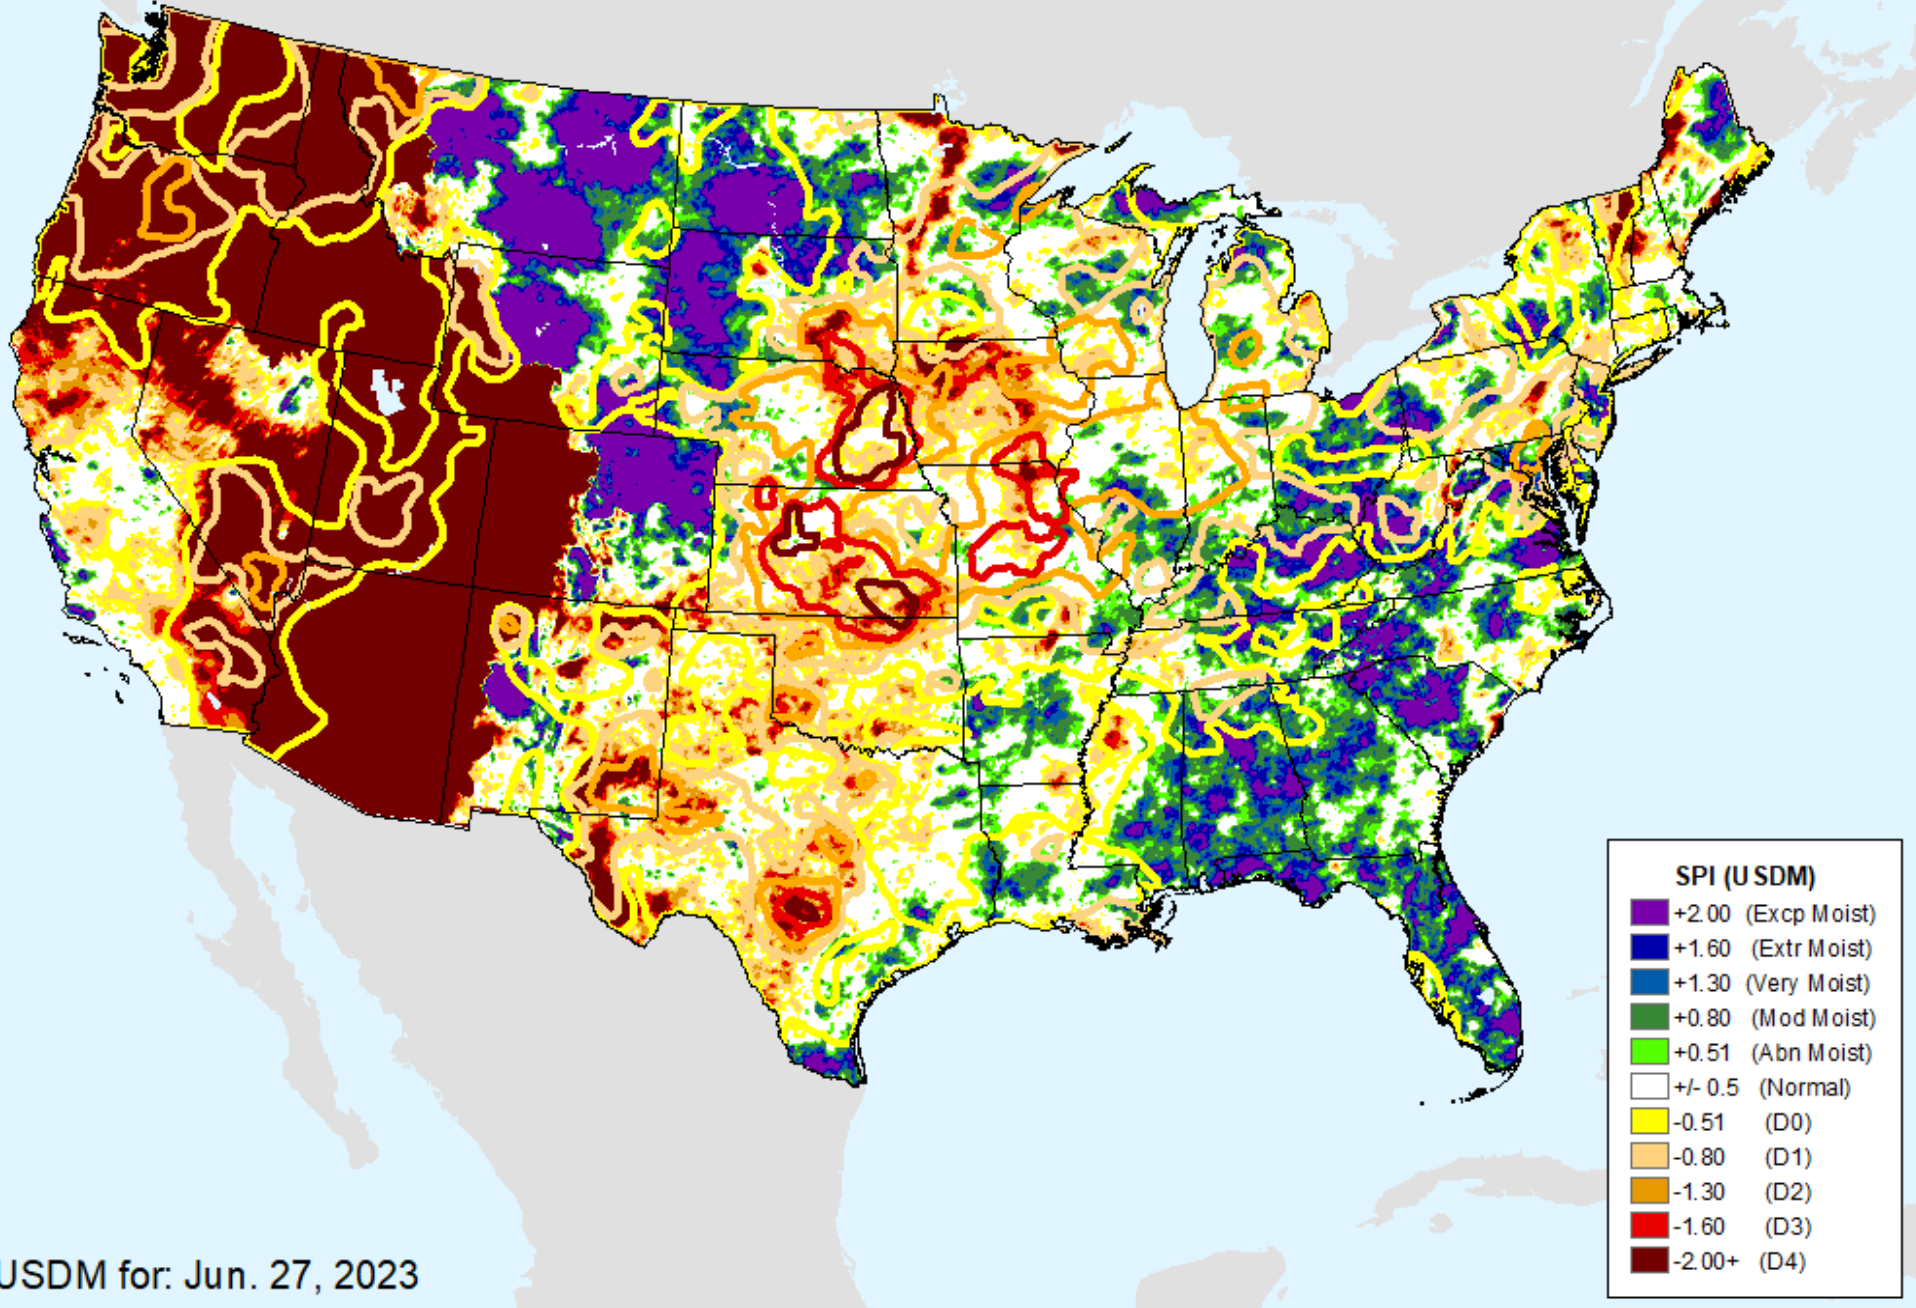 SPI (USDM)
+2.00 (Excp Moist)
+1.60 (Extr Moist)
+1.30 (Very Moist)
+0.80 (Mod Moist)
+0.51 (Abn Moist)
+/- 0.5 (Normal)
-0.51 (D0)
-0.80 (D1)
-1.30 (D2)
-1.60 (D3)
-2.00+ (D4)
USDM for: Jun. 27, 2023